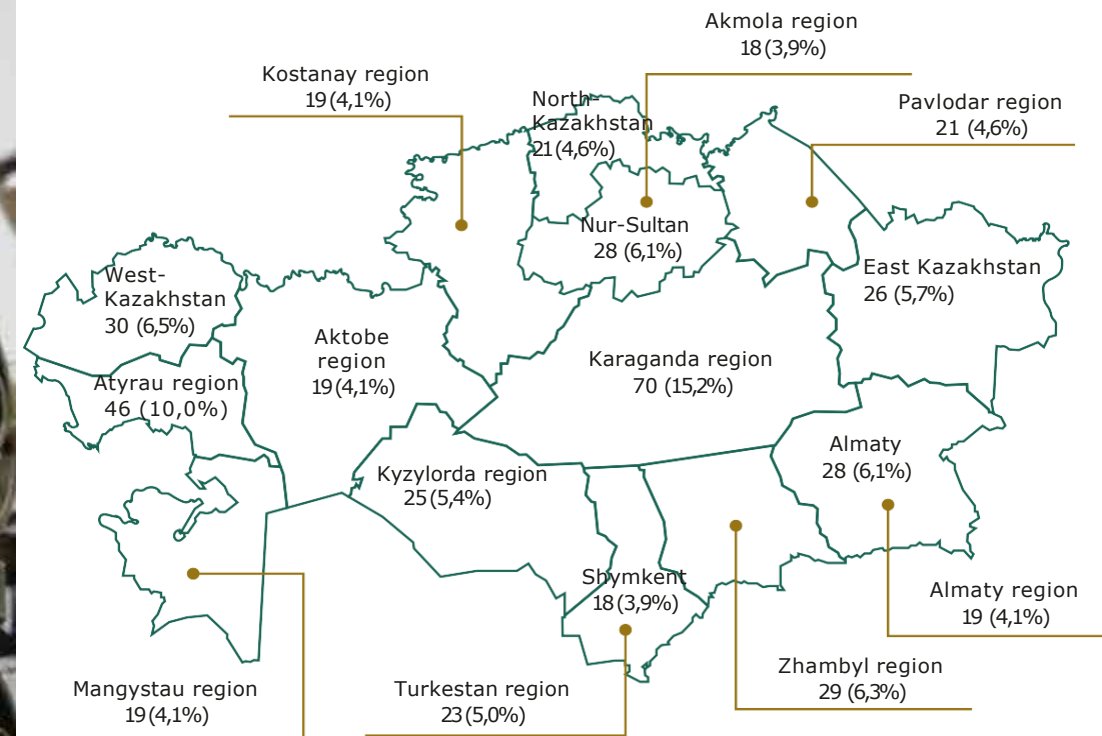 Akmola region
18 (3,9%)
Kostanay region
19 (4,1%)
North-
Kazakhstan
21 (4,6%)
Pavlodar region
21 (4,6%)
Nur-Sultan
28 (6,1%)
West-
Kazakhstan
30 (6,5%)
East Kazakhstan
26 (5,7%)
Aktobe
region
19 (4,1%)
Karaganda region
70 (15,2%)
Atyrau region
46 (10,0%)
Almaty
28 (6,1%)
Kyzylorda region
25 (5,4%)
Shymkent
18 (3,9%)
Almaty region
19 (4,1%)
Zhambyl region
29 (6,3%)
Mangystau region
19 (4,1%)
Turkestan region
23 (5,0%)